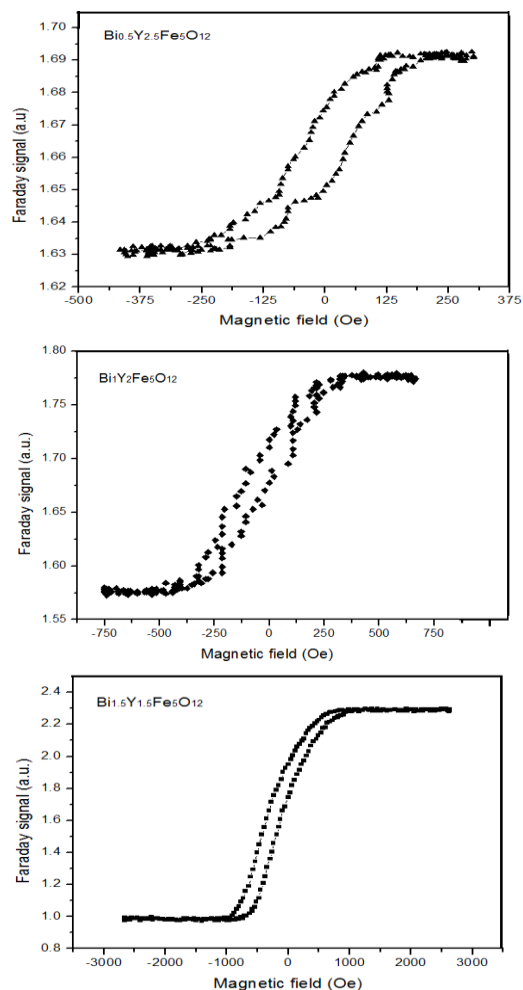 1.70
Bi0.5Y2.5Fe5O12
1.69
1.68
1.67
1.66
1.65
1.64
1.63
1.62
Faraday signal (a.u)
-500 -375 -250 -125 0 125 250 375
Magnetic field (Oe)
1.80
Bi1Y2Fe5O12
1.75
1.70
1.65
1.60
1.55
Faraday signal (a.u.)
-750 -500 -250 0 250 500 750
Magnetic field (Oe)
2.4
Bi1.5Y1.5Fe5O12
2.2
2.0
1.8
1.6
1.4
1.2
1.0
0.8
Faraday signal (a.u.)
-3000 -2000 -1000 0 1000 2000 3000
Magnetic field (Oe)